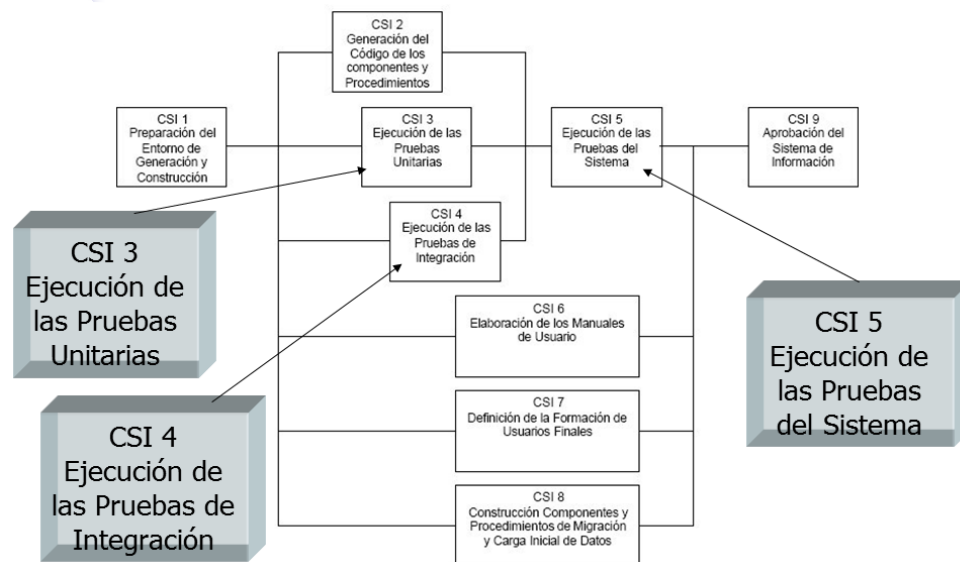 CSI 2
Generación del
Código de los
componentes y
Procedimientos
CSI 1
Preparación del
Entorno de
Generación y
Construcción
CSI 3
Ejecución de las
Pruebas
Unitarias
CSI 5
Ejecución de las
Pruebas del
Sistema
CSI 9
Aprobación del
Sistema de
Información
CSI 4
Ejecución de las
Pruebas de
Integración
CSI 3
Ejecución de
las Pruebas
Unitarias
CSI 6
Elaboración de los Manuales
de Usuario
CSI 5
Ejecución de
las Pruebas
del Sistema
CSI 7
Definición de la Formación de
Usuarios Finales
CSI 4
Ejecución de
las Pruebas de
Integración
CSI 8
Construcción Componentes y
Procedimientos de Migración
y Carga Inicial de Datos